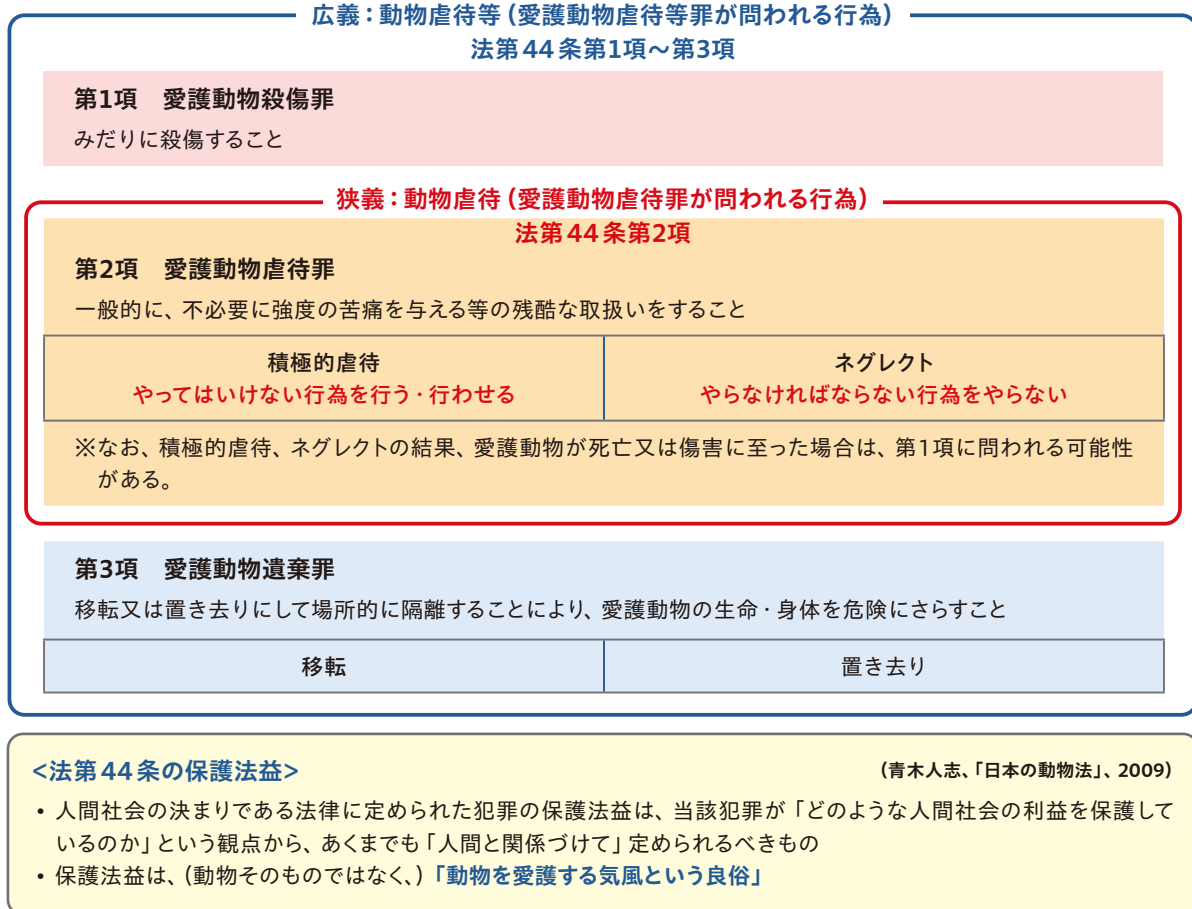 広義：動物虐待等（愛護動物虐待等罪が問われる行為）
法第44条第1項～第3項
第1項　愛護動物殺傷罪
みだりに殺傷すること
狭義：動物虐待（愛護動物虐待罪が問われる行為）
法第44条第2項
第2項　愛護動物虐待罪
一般的に、不必要に強度の苦痛を与える等の残酷な取扱いをすること
積極的虐待
やってはいけない行為を行う・行わせる
ネグレクト
やらなければならない行為をやらない
※なお、積極的虐待、ネグレクトの結果、愛護動物が死亡又は傷害に至った場合は、第1項に問われる可能性
がある。
第3項　愛護動物遺棄罪
移転又は置き去りにして場所的に隔離することにより、愛護動物の生命・身体を危険にさらすこと
移転
置き去り
<法第44条の保護法益>
（青木人志、「日本の動物法」、2009）
• 人間社会の決まりである法律に定められた犯罪の保護法益は、当該犯罪が「どのような人間社会の利益を保護して
いるのか」という観点から、あくまでも「人間と関係づけて」定められるべきもの
• 保護法益は、（動物そのものではなく、）「動物を愛護する気風という良俗」